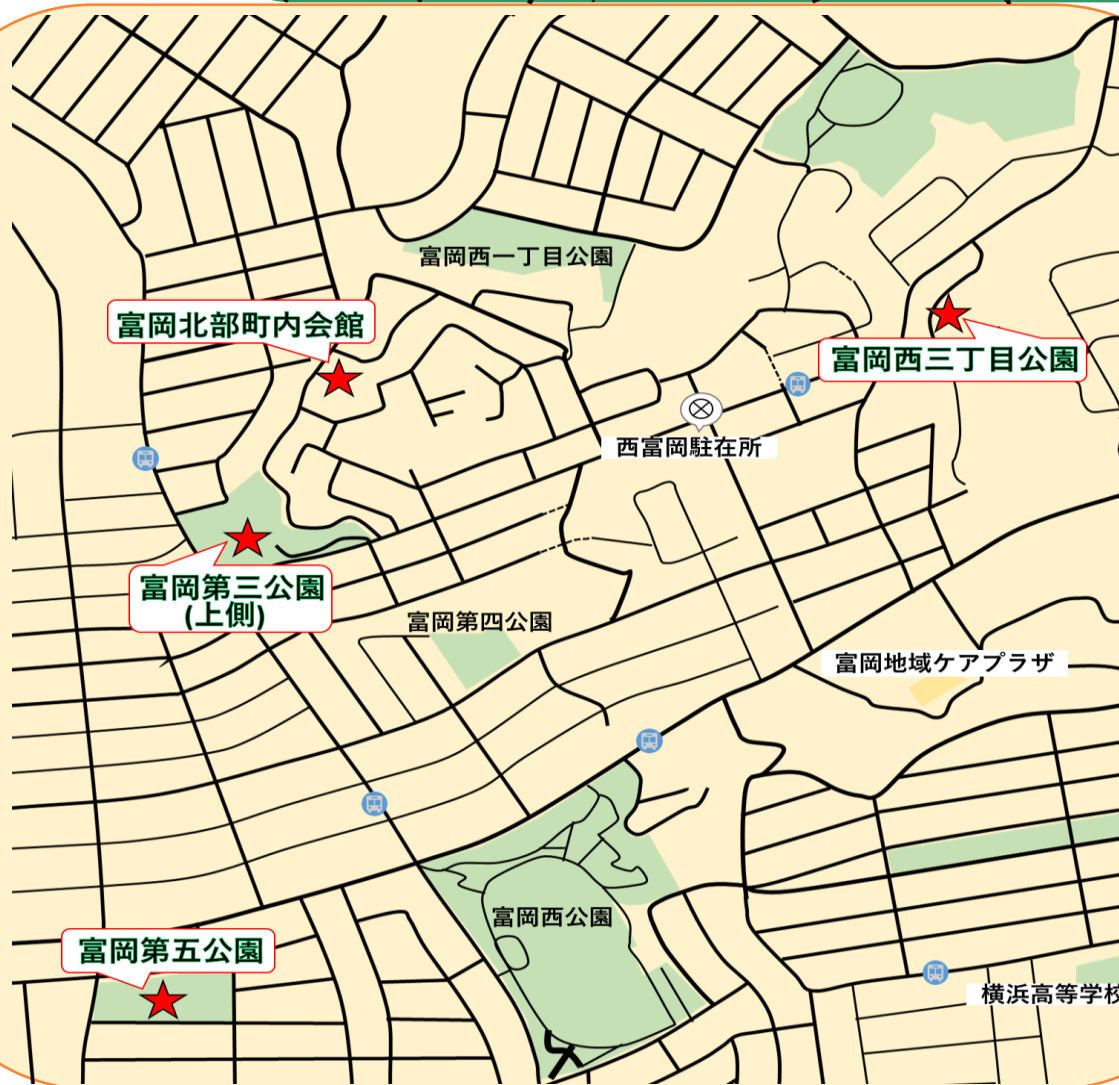 富岡西一丁目公園
富岡北部町内会館
富岡西三丁目公園
西富岡駐在所
富岡第三公園
(上側)
富岡第四公園
富岡地域ケアプラザ
富岡西公園
富岡第五公園
横浜高等学校